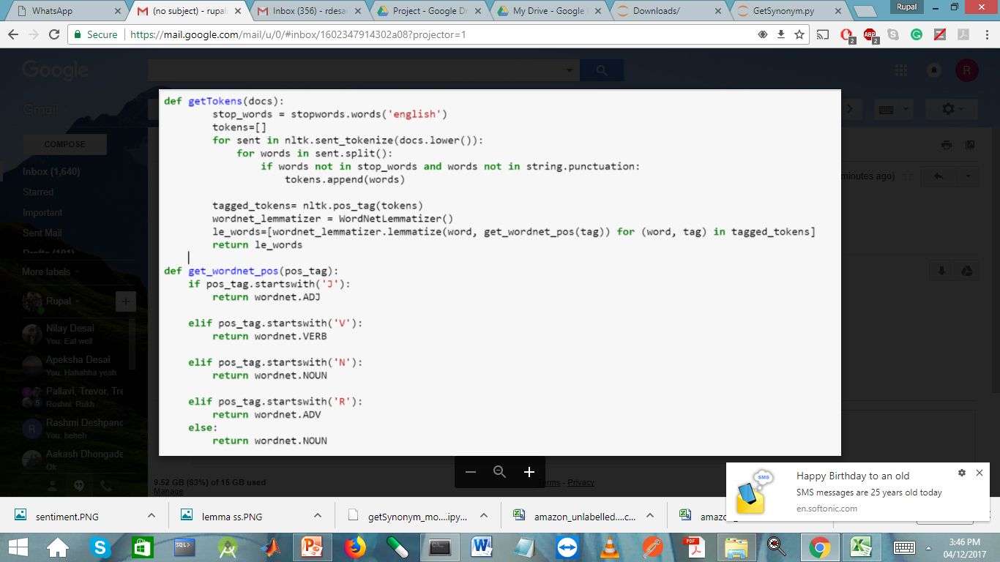 WhatsApp
(no subject) - rupal
Inbox (356) - rdesa
Project - Google Dr
My Drive - Google
Downloads/
GetSynonym.py
Rupal
Secure
https://mail.google.com/mail/u/0/#inbox/1602347914302a08?projector=1
2
ABP
2
Google
R
Gmail
COMPOSE
Inbox (1,640)
Starred
Important
Sent Mail
Drafts (101)
More labels
Rupal
Nilay Desai
You: Eat well
Apeksha Desai
You: Hahahha yeah
Pallavi, Trevor, Tre
5
Roshni: Rukh
R
Rashmi Deshpand
You: heheh
Aakash Dhongade
Ok
minutes ago)
def getTokens(docs):
        stop_words = stopwords.words('english')
        tokens=[]
        for sent in nltk.sent_tokenize(docs.lower()):
            for words in sent.split():
                if words not in stop_words and words not in string.punctuation:
                    tokens.append(words)
        tagged_tokens= nltk.pos_tag(tokens)
        wordnet_lemmatizer = WordNetLemmatizer()
        le_words=[wordnet_lemmatizer.lemmatize(word, get_wordnet_pos(tag)) for (word, tag) in tagged_tokens]
        return le_words
def get_wordnet_pos(pos_tag):
    if pos_tag.startswith('J'):
        return wordnet.ADJ
    elif pos_tag.startswith('V'):
        return wordnet.VERB
    elif pos_tag.startswith('N'):
        return wordnet.NOUN
    elif pos_tag.startswith('R'):
        return wordnet.ADV
    else:
        return wordnet.NOUN
9.52 GB (63%) of 15 GB used
Manage
Terms - Privacy
SMS
Happy Birthday to an old
SMS messages are 25 years old today
en.softonic.com
sentiment.PNG
lemma ss.PNG
getSynonym_mo....ipy...
amazon_unlabelled....c...
amazo
SQL>
PDF
3:46 PM
04/12/2017